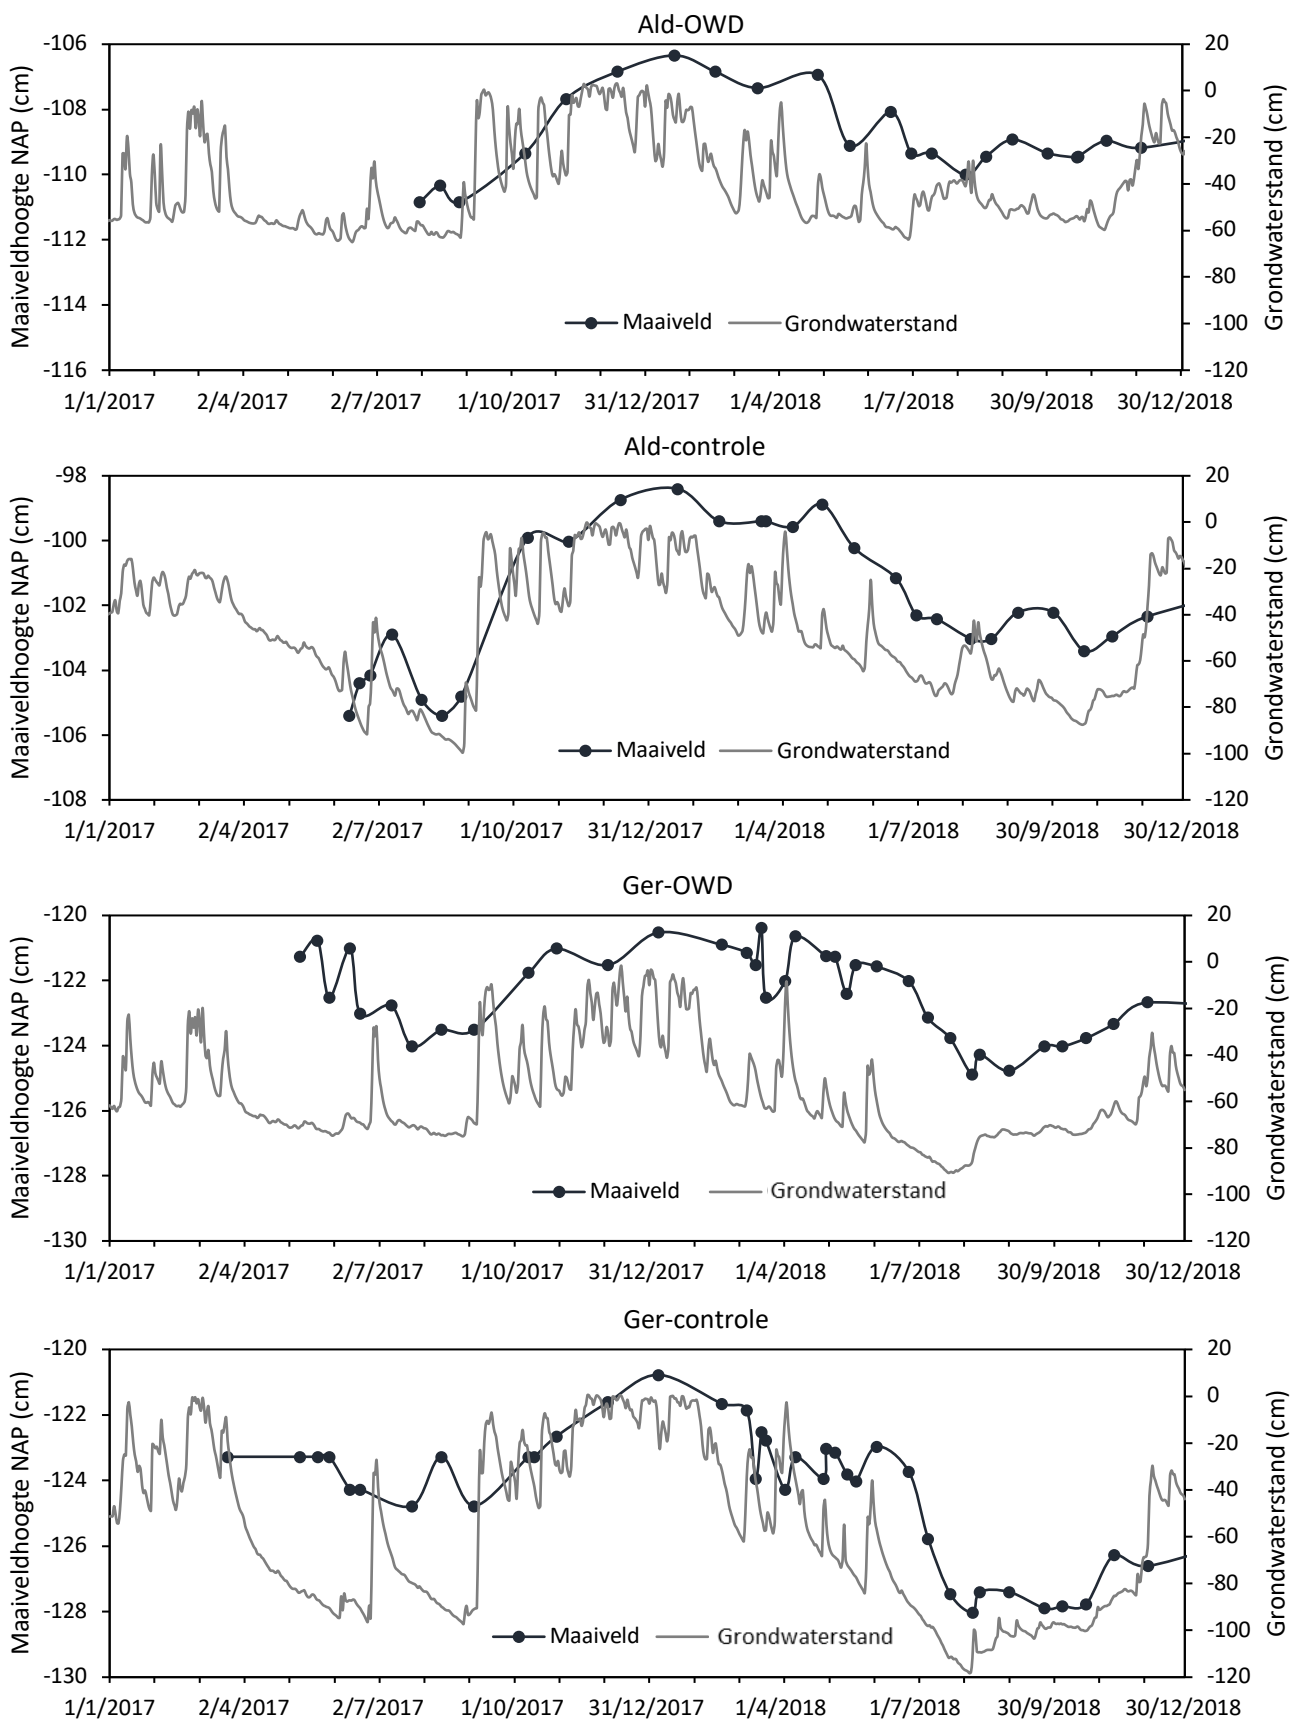 Ald-OWD
Maaiveldhoogte NAP (cm)
-106
-108
-110
-112
-114
-116
20
0
-20
-40
-60
-80
-100
-120
Grondwaterstand (cm)
Maaiveld Grondwaterstand
1/1/2017 2/4/2017 2/7/2017 1/10/2017 31/12/2017 1/4/2018 1/7/2018 30/9/2018 30/12/2018
Ald-controle
Maaiveldhoogte NAP (cm)
-98
-100
-102
-104
-106
-108
20
0
-20
-40
-60
-80
-100
-120
Grondwaterstand (cm)
Maaiveld Grondwaterstand
1/1/2017 2/4/2017 2/7/2017 1/10/2017 31/12/2017 1/4/2018 1/7/2018 30/9/2018 30/12/2018
Ger-OWD
Maaiveldhoogte NAP (cm)
-120
-122
-124
-126
-128
-130
20
0
-20
-40
-60
-80
-100
-120
Grondwaterstand (cm)
Maaiveld Grondwaterstand
1/1/2017 2/4/2017 2/7/2017 1/10/2017 31/12/2017 1/4/2018 1/7/2018 30/9/2018 30/12/2018
Ger-controle
Maaiveldhoogte NAP (cm)
-120
-122
-124
-126
-128
-130
20
0
-20
-40
-60
-80
-100
-120
Grondwaterstand (cm)
Maaiveld Grondwaterstand
1/1/2017 2/4/2017 2/7/2017 1/10/2017 31/12/2017 1/4/2018 1/7/2018 30/9/2018 30/12/2018